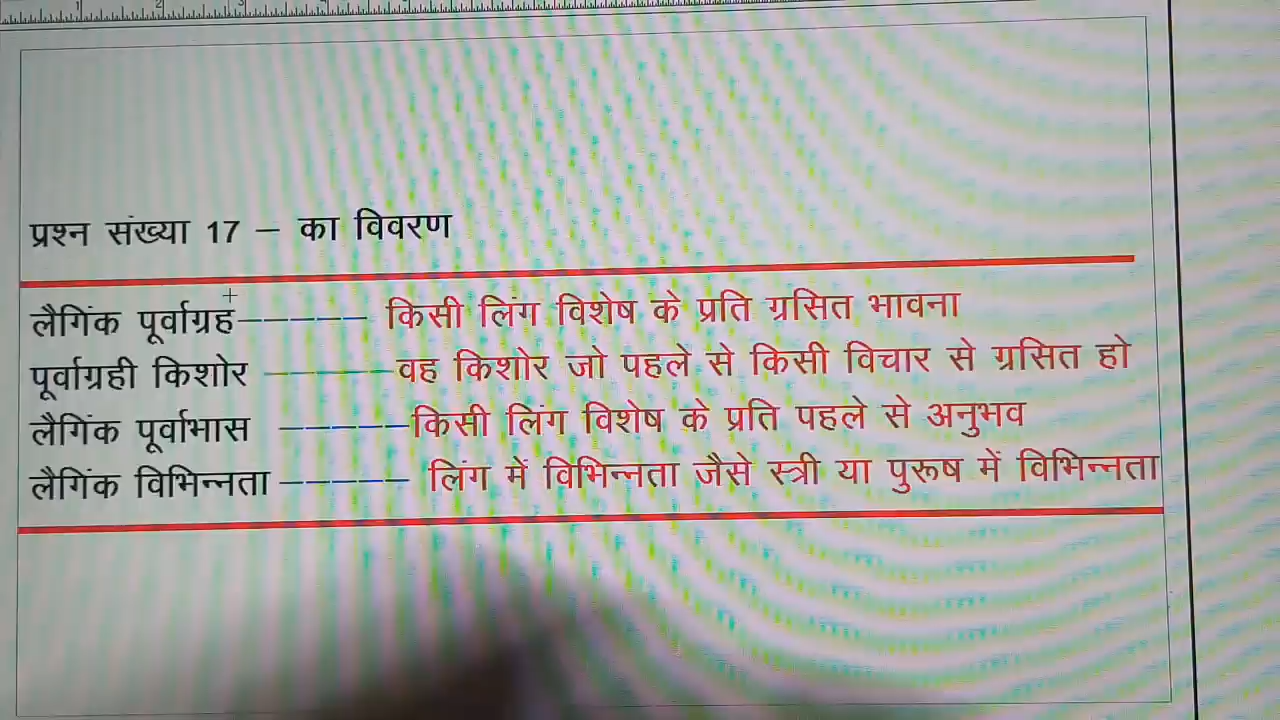 प्रश्न संख्या 17 – का विवरण
लैगिंक पूर्वाग्रह----- किसी लिंग विशेष के प्रति ग्रसित भावना
पूर्वाग्रही किशोर -----वह किशोर जो पहले से किसी विचार से ग्रसित हो
लैगिंक पूर्वाभास -----किसी लिंग विशेष के प्रति पहले से अनुभव
लैगिंक विभिन्नता ----- लिंग में विभिन्नता जैसे स्त्री या पुरूष में विभिन्नता